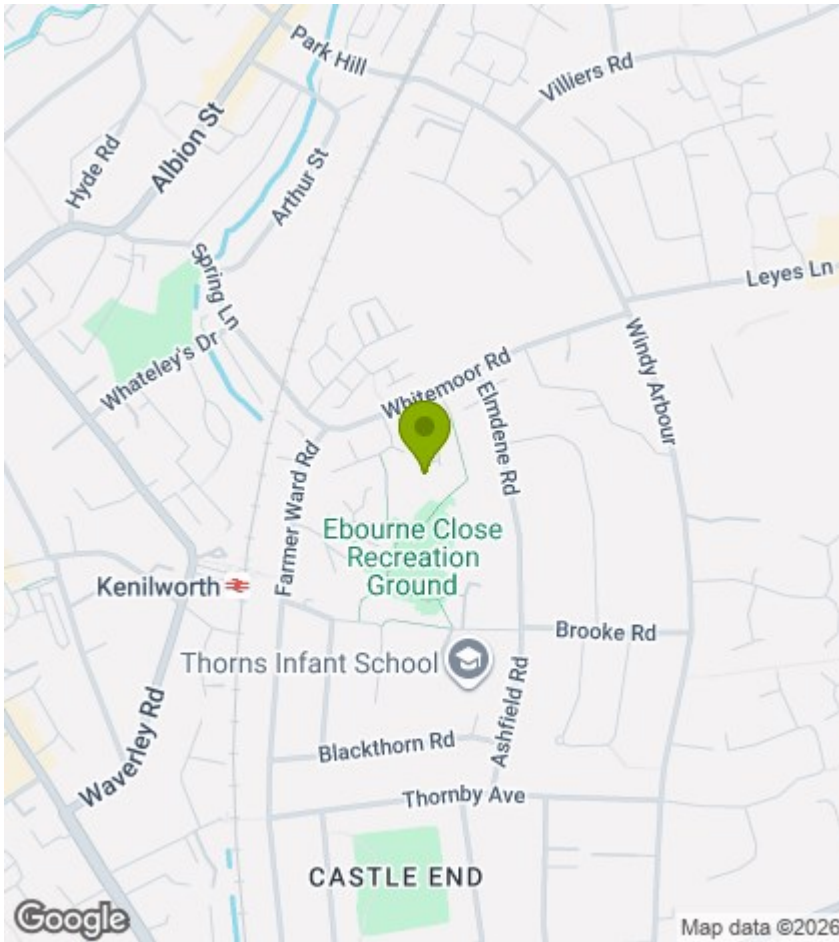 Park Hill
Villiers Rd
Hyde Rd
Albion St
Arthur St
Spring Ln
Leyes Ln
Whateley's Dr
Whitemoor Rd
Windy Arbour
Elmdene Rd
Farmer Ward Rd
Ebourne Close
Recreation
Ground
Kenilworth
Brooke Rd
Thorns Infant School
Ashfield Rd
Waverley Rd
Blackthorn Rd
Thornby Ave
CASTLE END
Google
Map data ©2026